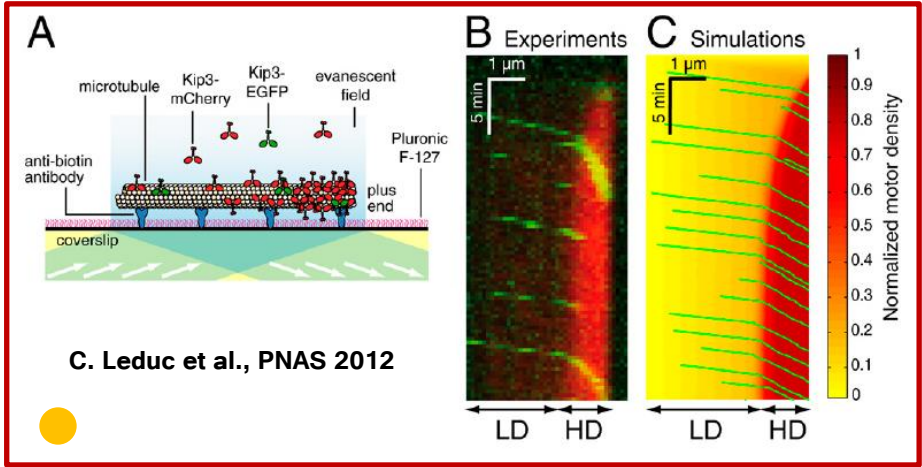 A
microtubule
Kip3-
mCherry
Kip3-
EGFP
evanescent
field
anti-biotin
antibody
Pluronic
F-127
plus
end
coverslip
C. Leduc et al., PNAS 2012
B Experiments
1 µm
5 min
LD HD
C Simulations
1 µm
5 min
LD HD
1
0.9
0.8
0.7
0.6
0.5
0.4
0.3
0.2
0.1
0
Normalized motor density